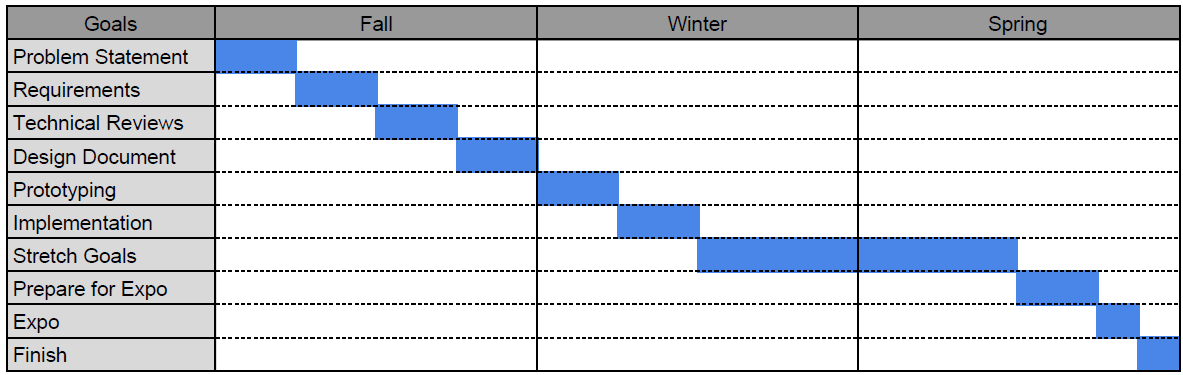 Goals Fall Winter Spring
Problem Statement
Requirements
Technical Reviews
Design Document
Prototyping
Implementation
Stretch Goals
Prepare for Expo
Expo
Finish